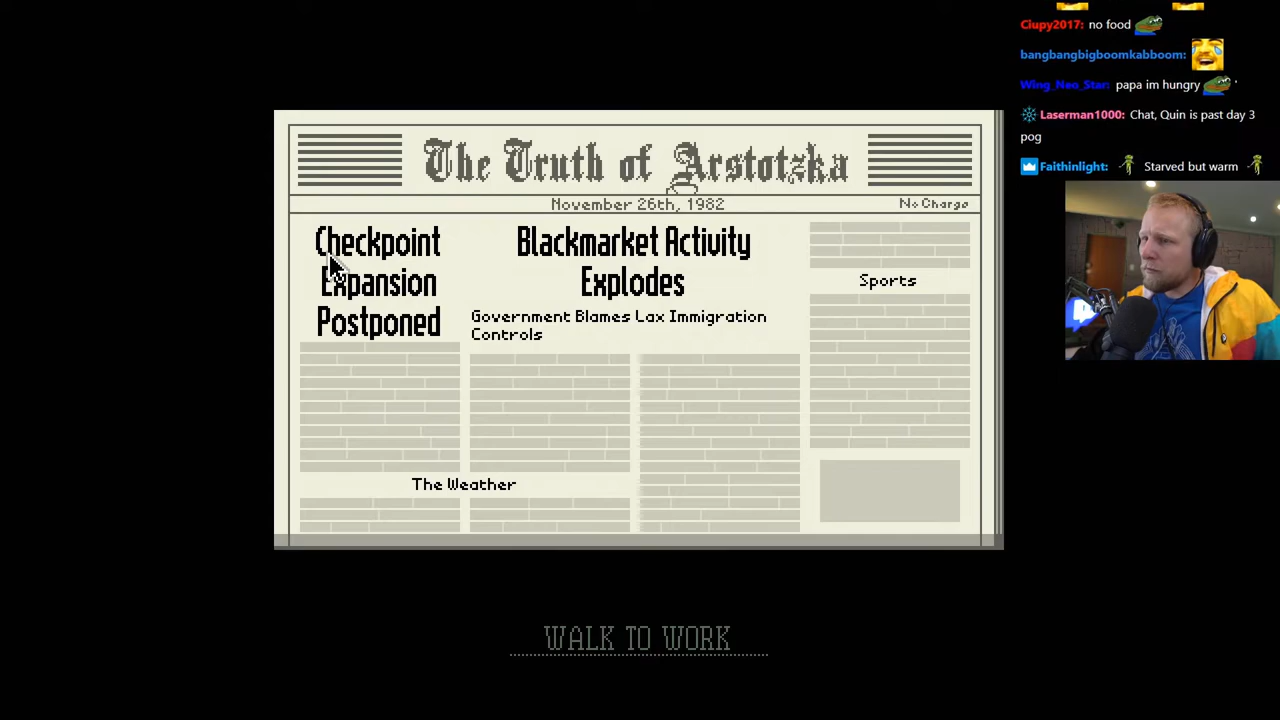 The Truth of Arstotzka
November 26th, 1982
No Charge
Checkpoint
Expansion
Postponed
Blackmarket Activity
Explodes
Government Blames Lax Immigration
Controls
Sports
The Weather
WALK TO WORK
Ciupy2017: no food
bangbangbigboomkabboom:
Wing_Neo_Star: papa im hungry '
Laserman1000: Chat, Quin is past day 3
pog
Faithinlight: Starved but warm